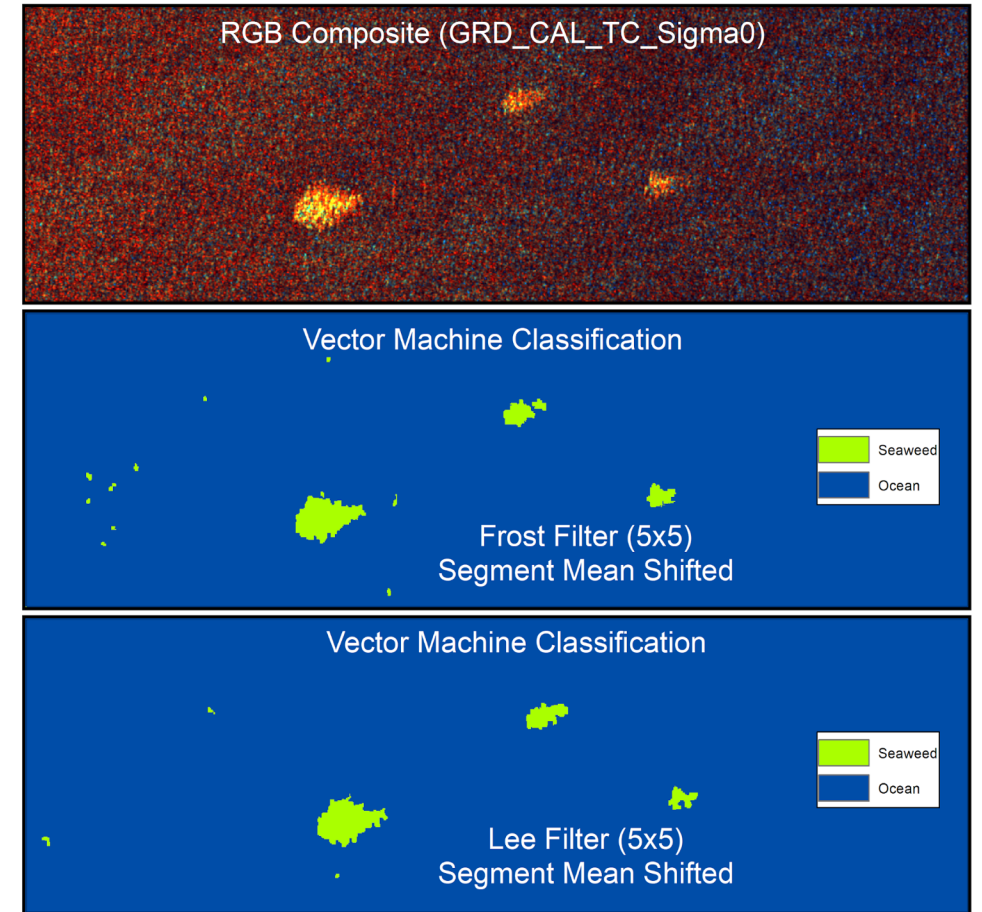 RGB Composite (GRD_CAL_TC_Sigma0)
Vector Machine Classification
Seaweed
Ocean
Frost Filter (5x5)
Segment Mean Shifted
Vector Machine Classification
Seaweed
Ocean
Lee Filter (5x5)
Segment Mean Shifted